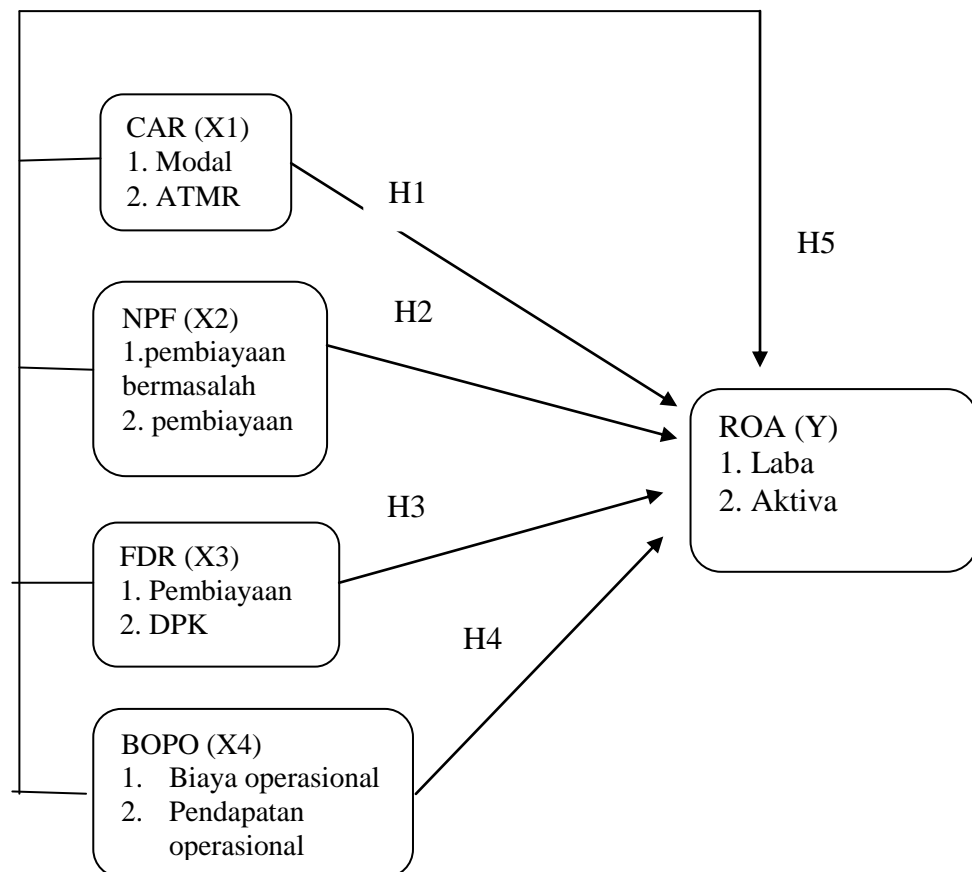 CAR (X1)
1. Modal
2. ATMR
H1
H5
NPF (X2)
1.pembiayaan
bermasalah
2. pembiayaan
H2
ROA (Y)
1. Laba
2. Aktiva
FDR (X3)
1. Pembiayaan
2. DPK
H3
H4
BOPO (X4)
1. Biaya operasional
2. Pendapatan
operasional